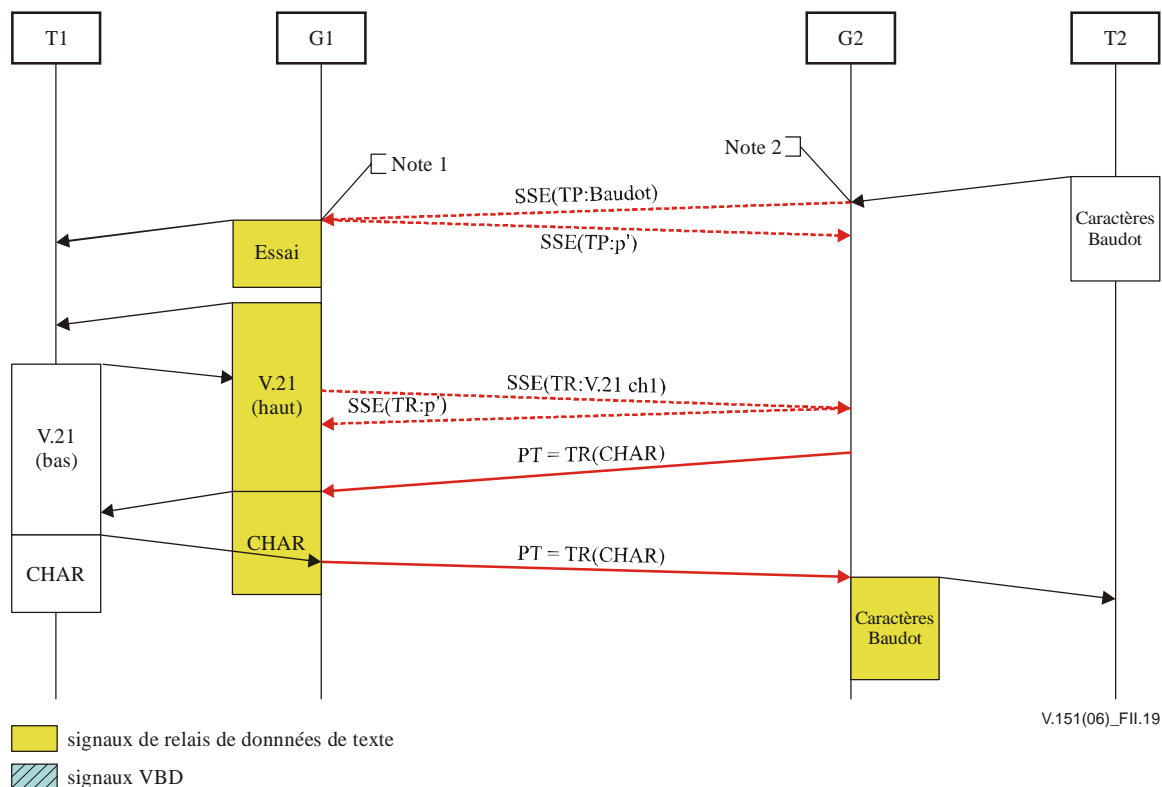 T1
G1
G2
T2
Note 1
Note 2
SSE(TP:Baudot)
SSE(TP:p')
Caractères
Baudot
Essai
V.21
(haut)
SSE(TR:V.21 ch1)
SSE(TR:p')
V.21
(bas)
PT = TR(CHAR)
CHAR
PT = TR(CHAR)
CHAR
Caractères
Baudot
V.151(06)_FII.19
signaux de relais de donnnées de texte
signaux VBD